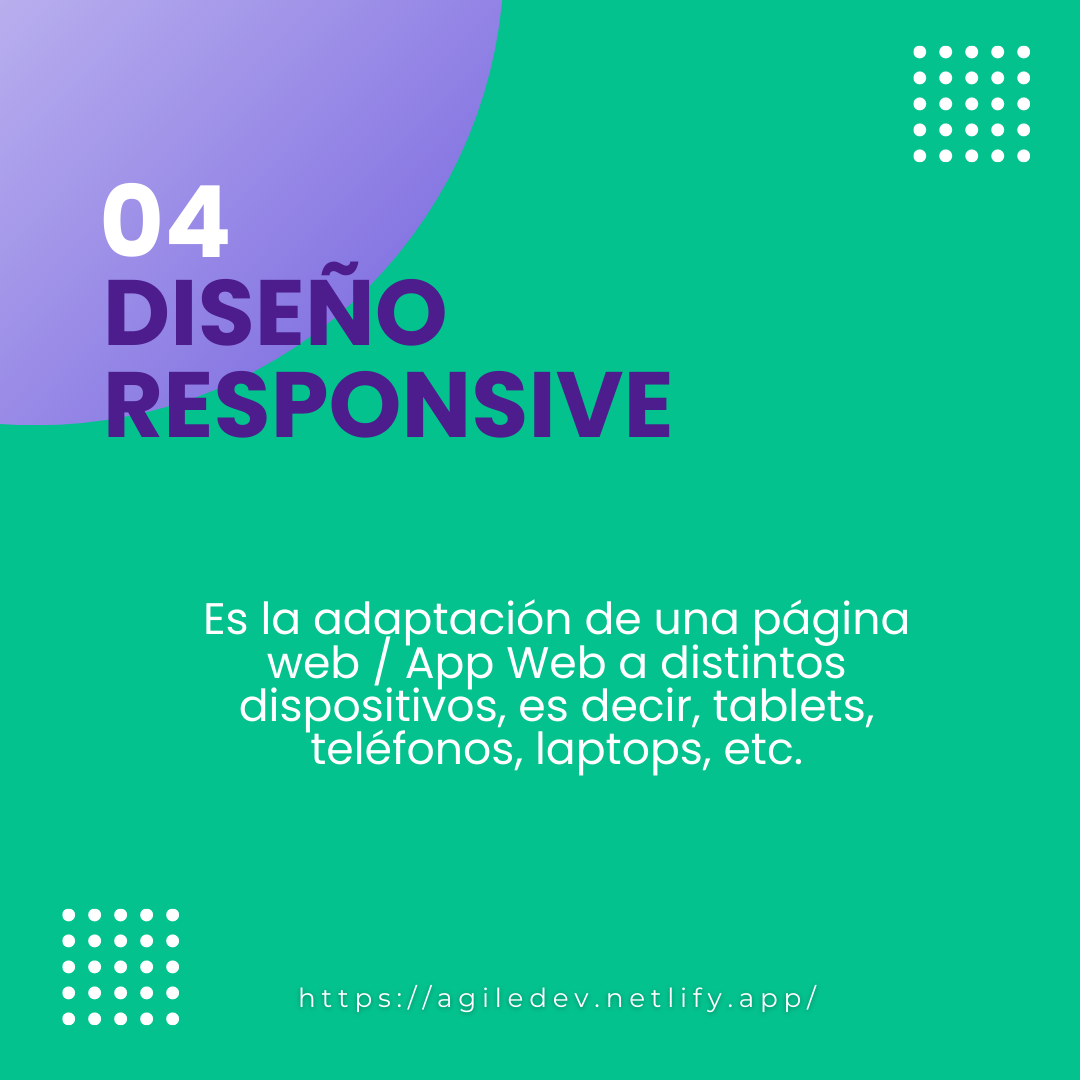 04
DISEÑO
RESPONSIVE
Es la adaptación de una página
web / App Web a distintos
dispositivos, es decir, tablets,
teléfonos, laptops, etc.
https://agiledev.netlify.app/